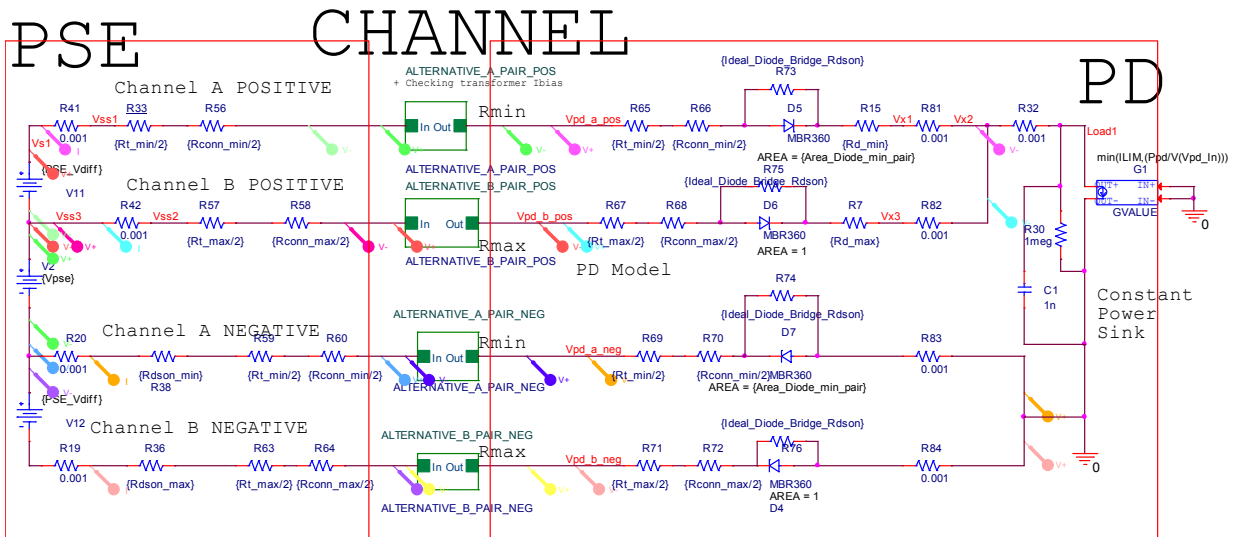 PSE
CHANNEL
PD
Channel A POSITIVE
ALTERNATIVE_A_PAIR_POS
+ Checking transformer Ibias
{Ideal_Diode_Bridge_Rdson}
R73
R41
Vss1
R33
R56
Rmin
In Out
Vpd_a_pos
R65
R66
D5
R15
Vx1
R81
Vx2
R32
Load1
0.001
{Rt_min/2}
{Rconn_min/2}
V-
V+
V-
V+
{Rt_min/2}
{Rconn_min/2}
MBR360
{Rd_min}
0.001
V-
0.001
Vs1
I
AREA = {Area_Diode_min_pair}
min(ILIM,(Ppd/V(Vpd_In)))
G1
{PSE_Vdiff}
V11
Channel B POSITIVE
ALTERNATIVE_B_PAIR_POS
{Ideal_Diode_Bridge_Rdson}
R75
OUT+
IN+
OUT-
IN-
GVALUE
0
Vss3
R42
Vss2
R57
R58
In Out
Vpd_b_pos
R67
R68
D6
R7
Vx3
R82
0.001
{Rt_max/2}
{Rconn_max/2}
V+
I
V-
V+
Rmax
V-
{Rt_max/2}
{Rconn_max/2}
MBR360
AREA = 1
{Rd_max}
0.001
R30
1meg
V2
{Vpse}
ALTERNATIVE_B_PAIR_POS
PD Model
R74
C1
1n
Constant
Power
Sink
Channel A NEGATIVE
ALTERNATIVE_A_PAIR_NEG
{Ideal_Diode_Bridge_Rdson}
R20
R59
R60
Rmin
In Out
Vpd_a_neg
R69
R70
D7
R83
0.001
{Rdson_min}
R38
{Rt_min/2}
{Rconn_min/2}
V+
{Rt_min/2}
{Rconn_min/2}
MBR360
0.001
I
ALTERNATIVE_A_PAIR_NEG
AREA = {Area_Diode_min_pair}
{PSE_Vdiff}
V12
Channel B NEGATIVE
ALTERNATIVE_B_PAIR_NEG
{Ideal_Diode_Bridge_Rdson}
V+
R19
R36
R63
R64
Rmax
In Out
Vpd_b_neg
R71
R72
R76
R84
0.001
{Rdson_max}
{Rt_max/2}
{Rconn_max/2}
{Rt_max/2}
{Rconn_max/2}
MBR360
0.001
V+
0
I
V+
V+
AREA = 1
ALTERNATIVE_B_PAIR_NEG
D4